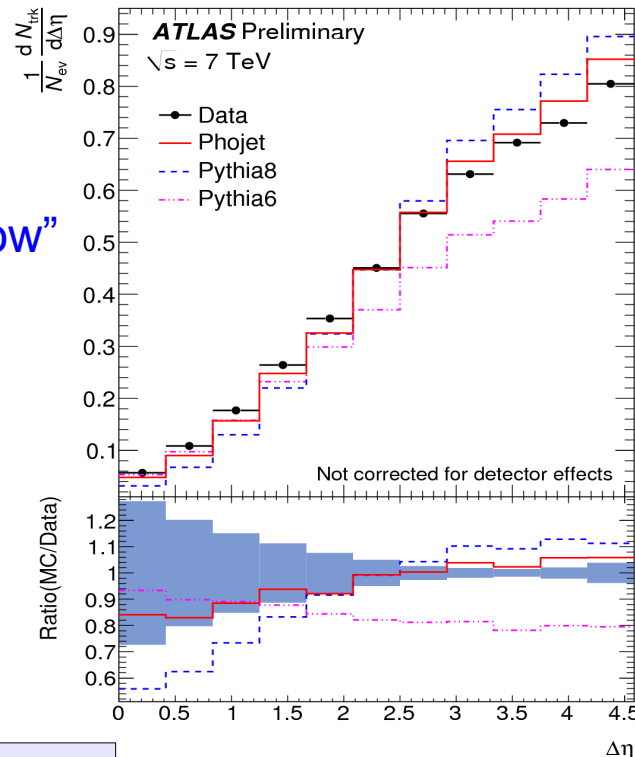 1/N_ev d N_trk/dΔη
ATLAS Preliminary
√s = 7 TeV
Data
Phojet
Pythia8
Pythia6
ow”
0.9
0.8
0.7
0.6
0.5
0.4
0.3
0.2
0.1
Not corrected for detector effects
Ratio(MC/Data)
1.2
1.1
1
0.9
0.8
0.7
0.6
0 0.5 1 1.5 2 2.5 3 3.5 4 4.5
Δη